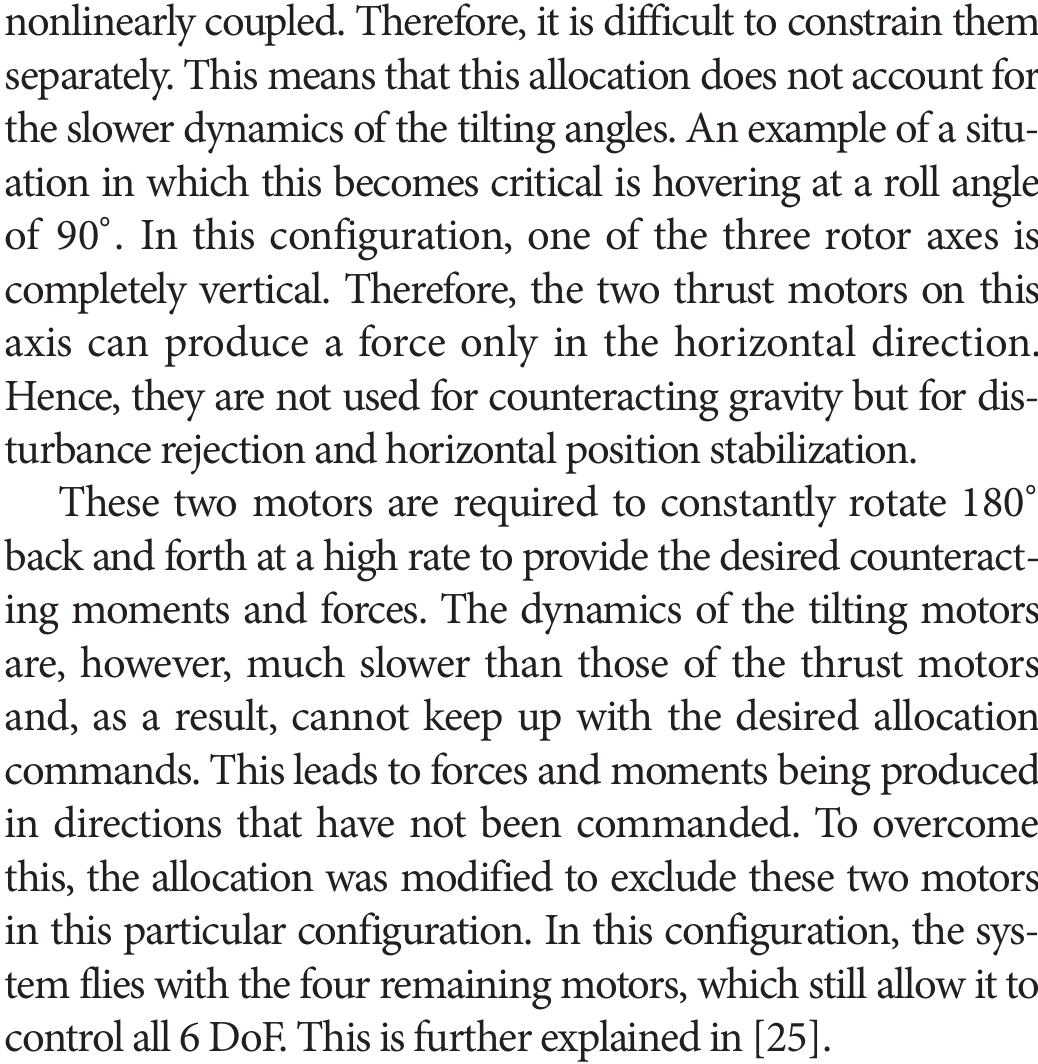 nonlinearly coupled. Therefore, it is difficult to constrain them
separately. This means that this allocation does not account for
the slower dynamics of the tilting angles. An example of a situ-
ation in which this becomes critical is hovering at a roll angle
of 90°. In this configuration, one of the three rotor axes is
completely vertical. Therefore, the two thrust motors on this
axis can produce a force only in the horizontal direction.
Hence, they are not used for counteracting gravity but for dis-
turbance rejection and horizontal position stabilization.
These two motors are required to constantly rotate 180°
back and forth at a high rate to provide the desired counteract-
ing moments and forces. The dynamics of the tilting motors
are, however, much slower than those of the thrust motors
and, as a result, cannot keep up with the desired allocation
commands. This leads to forces and moments being produced
in directions that have not been commanded. To overcome
this, the allocation was modified to exclude these two motors
in this particular configuration. In this configuration, the sys-
tem flies with the four remaining motors, which still allow it to
control all 6 DoF. This is further explained in [25].